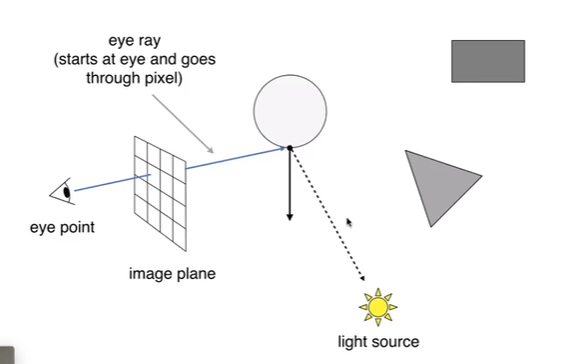 eye ray
(starts at eye and goes
through pixel)
eye point
image plane
light source